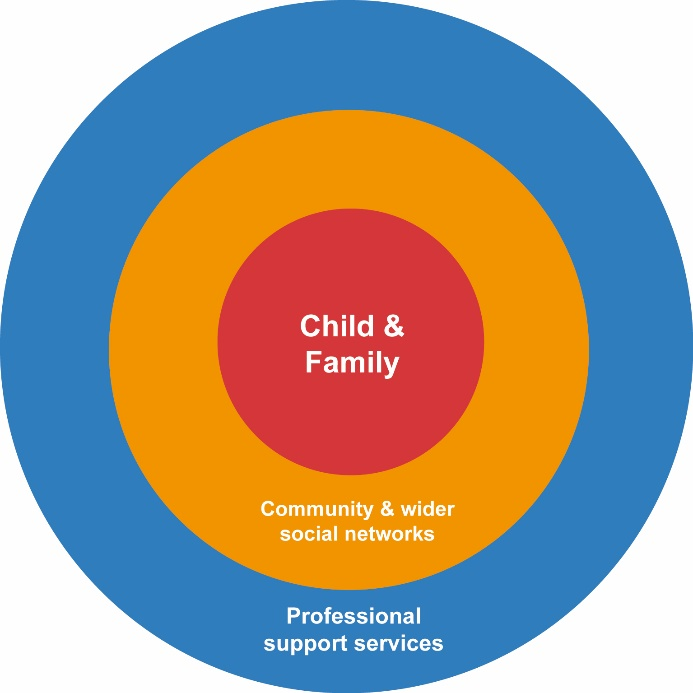 Child &
Family
Community & wider
social networks
Professional
support services